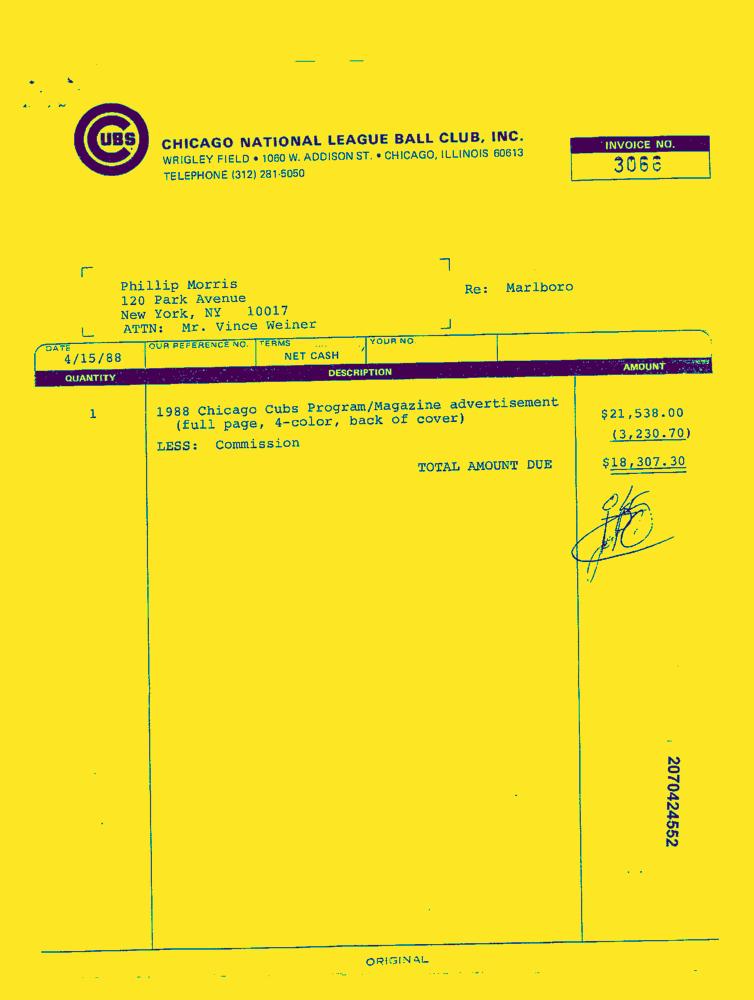 CUBS
CHICAGO NATIONAL LEAGUE BALL CLUB, INC.
WRIGLEY FIELD • 1060 W. ADDISON ST. • CHICAGO, ILLINOIS 60613
TELEPHONE (312) 281-5050
INVOICE NO.
3066
Phillip Morris
120 Park Avenue
New York, NY 10017
ATTN: Mr. Vince Weiner
Re: Marlboro
DATE
4/15/88
OUR REFERENCE NO.
TERMS
NET CASH
YOUR NO.
QUANTITY DESCRIPTION AMOUNT
1 1988 Chicago Cubs Program/Magazine advertisement $21,538.00
(full page, 4-color, back of cover)
LESS: Commission (3,230.70)
TOTAL AMOUNT DUE $18,307.30
2070424552
ORIGINAL